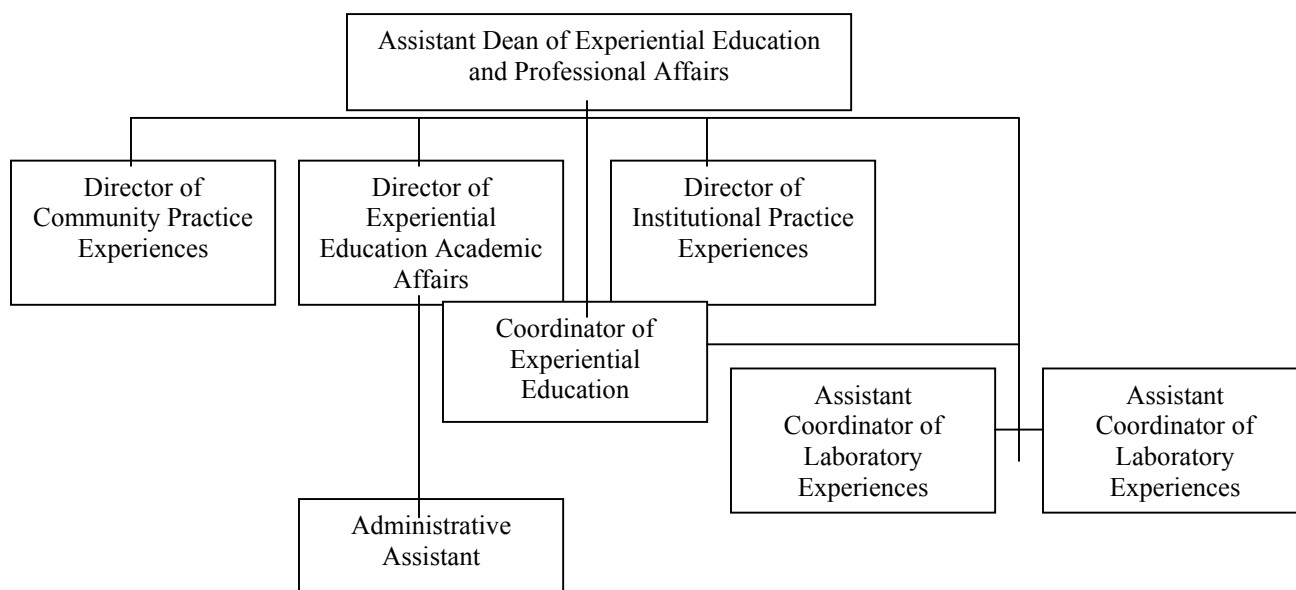 Assistant Dean of Experiential Education
and Professional Affairs
Director of
Community Practice
Experiences
Director of
Experiential
Education Academic
Affairs
Director of
Institutional Practice
Experiences
Coordinator of
Experiential
Education
Assistant
Coordinator of
Laboratory
Experiences
Assistant
Coordinator of
Laboratory
Experiences
Administrative
Assistant